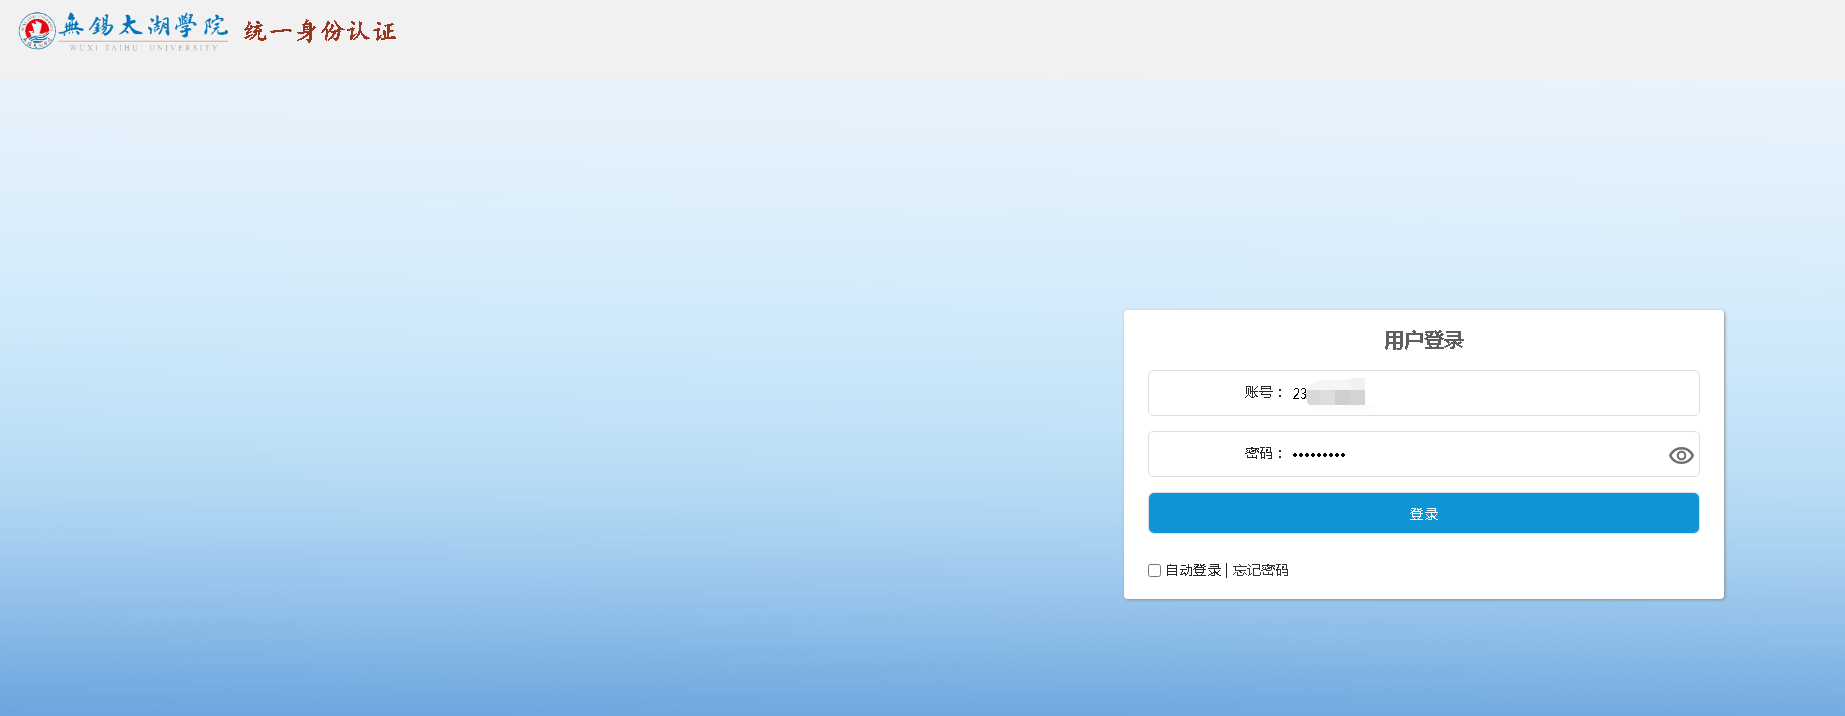 無錫太湖學院 统一身份认证
WUXI TAIHU UNIVERSITY
用户登录
账号： 23
密码： •••••••••
登录
自动登录 | 忘记密码